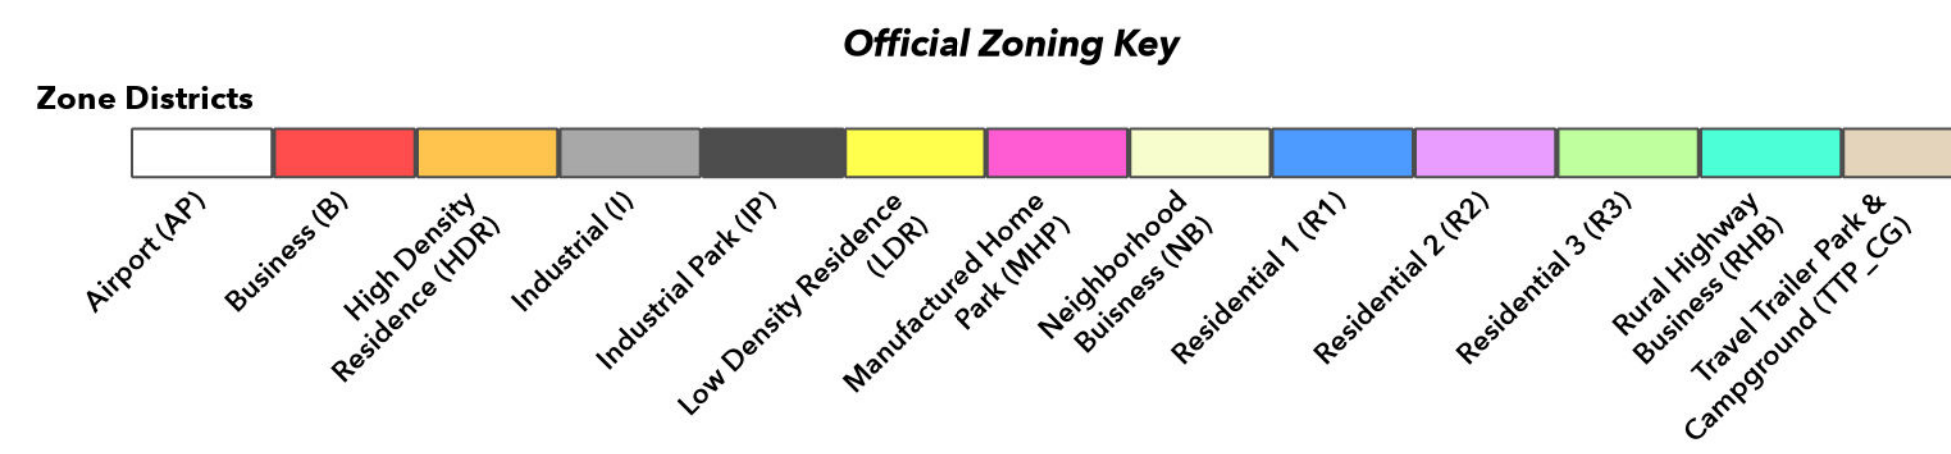 Official Zoning Key
Zone Districts
Airport (AP)
Business (B)
High Density
Residence (HDR)
Industrial (I)
Industrial Park (IP)
Low Density Residence
(LDR)
Manufactured Home
Park (MHP)
Neighborhood
Buisness (NB)
Residential 1 (R1)
Residential 2 (R2)
Residential 3 (R3)
Rural Highway
Business (RHB)
Travel Trailer Park &
Campground (TTP_CG)